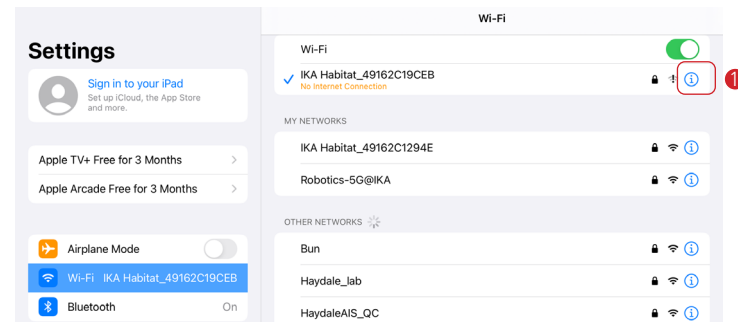 Wi-Fi
Settings
Sign in to your iPad
Set up iCloud, the App Store
and more.
Apple TV+ Free for 3 Months
Apple Arcade Free for 3 Months
Airplane Mode
Wi-Fi IKA Habitat_49162C19CEB
Bluetooth On
Wi-Fi
IKA Habitat_49162C19CEB
No Internet Connection
1
MY NETWORKS
IKA Habitat_49162C1294E
Robotics-5G@IKA
OTHER NETWORKS
Bun
Haydale_lab
HaydaleAIS_QC